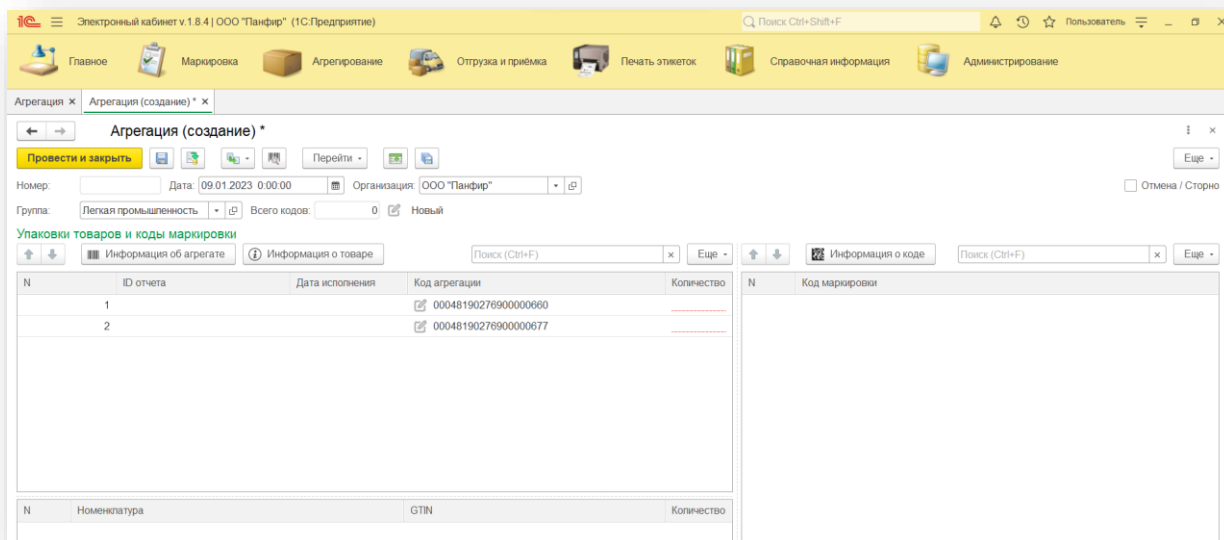 1С Электронный кабинет v.1.8.4 | ООО "Панфир" (1С:Предприятие) Поиск Ctrl+Shift+F Пользователь
Главное Маркировка Агрегирование Отгрузка и приёмка Печать этикеток Справочная информация Администрирование
Агрегация × Агрегация (создание) * ×
Агрегация (создание) *
Провести и закрыть Перейти Еще
Номер: Дата: 09.01.2023 0:00:00 Организация: ООО "Панфир" Отмена / Сторно
Группа: Легкая промышленность Всего кодов: 0 Новый
Упаковки товаров и коды маркировки
Информация об агрегате Информация о товаре Поиск (Ctrl+F) × Еще Информация о коде Поиск (Ctrl+F) × Еще
N ID отчета Дата исполнения Код агрегации Количество N Код маркировки
1 00048190276900000660
2 00048190276900000677
N Номенклатура GTIN Количество